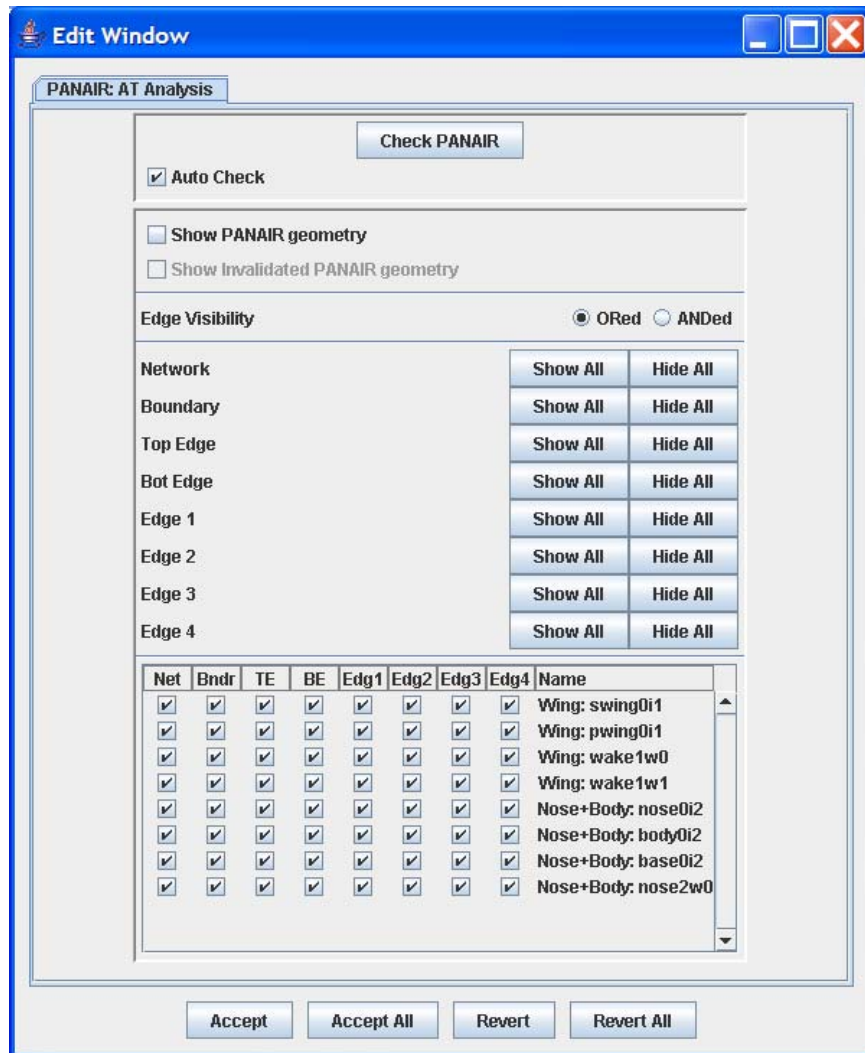 Edit Window
PANAIR: AT Analysis
Check PANAIR
Auto Check
Show PANAIR geometry
Show Invalidated PANAIR geometry
Edge Visibility ORed ANDed
Network Show All Hide All
Boundary Show All Hide All
Top Edge Show All Hide All
Bot Edge Show All Hide All
Edge 1 Show All Hide All
Edge 2 Show All Hide All
Edge 3 Show All Hide All
Edge 4 Show All Hide All
Net Bndr TE BE Edg1 Edg2 Edg3 Edg4 Name
Wing: swing0i1
Wing: pwing0i1
Wing: wake1w0
Wing: wake1w1
Nose+Body: nose0i2
Nose+Body: body0i2
Nose+Body: base0i2
Nose+Body: nose2w0
Accept Accept All Revert Revert All